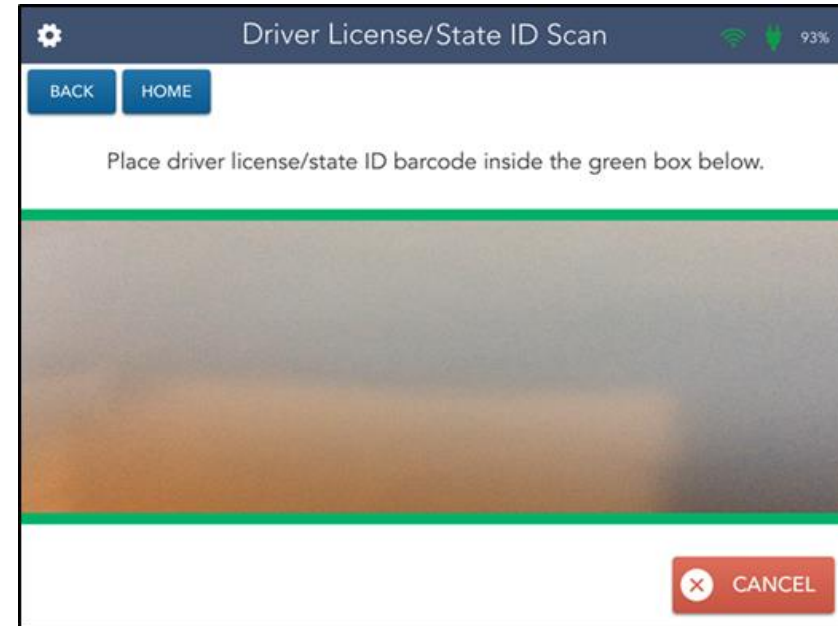 Driver License/State ID Scan 93%
BACK HOME
Place driver license/state ID barcode inside the green box below.
CANCEL